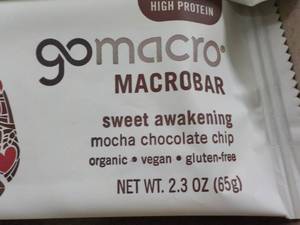 HIGH PROTEIN
gomacro®
MACROBAR
sweet awakening
mocha chocolate chip
organic • vegan • gluten-free
NET WT. 2.3 OZ (65g)